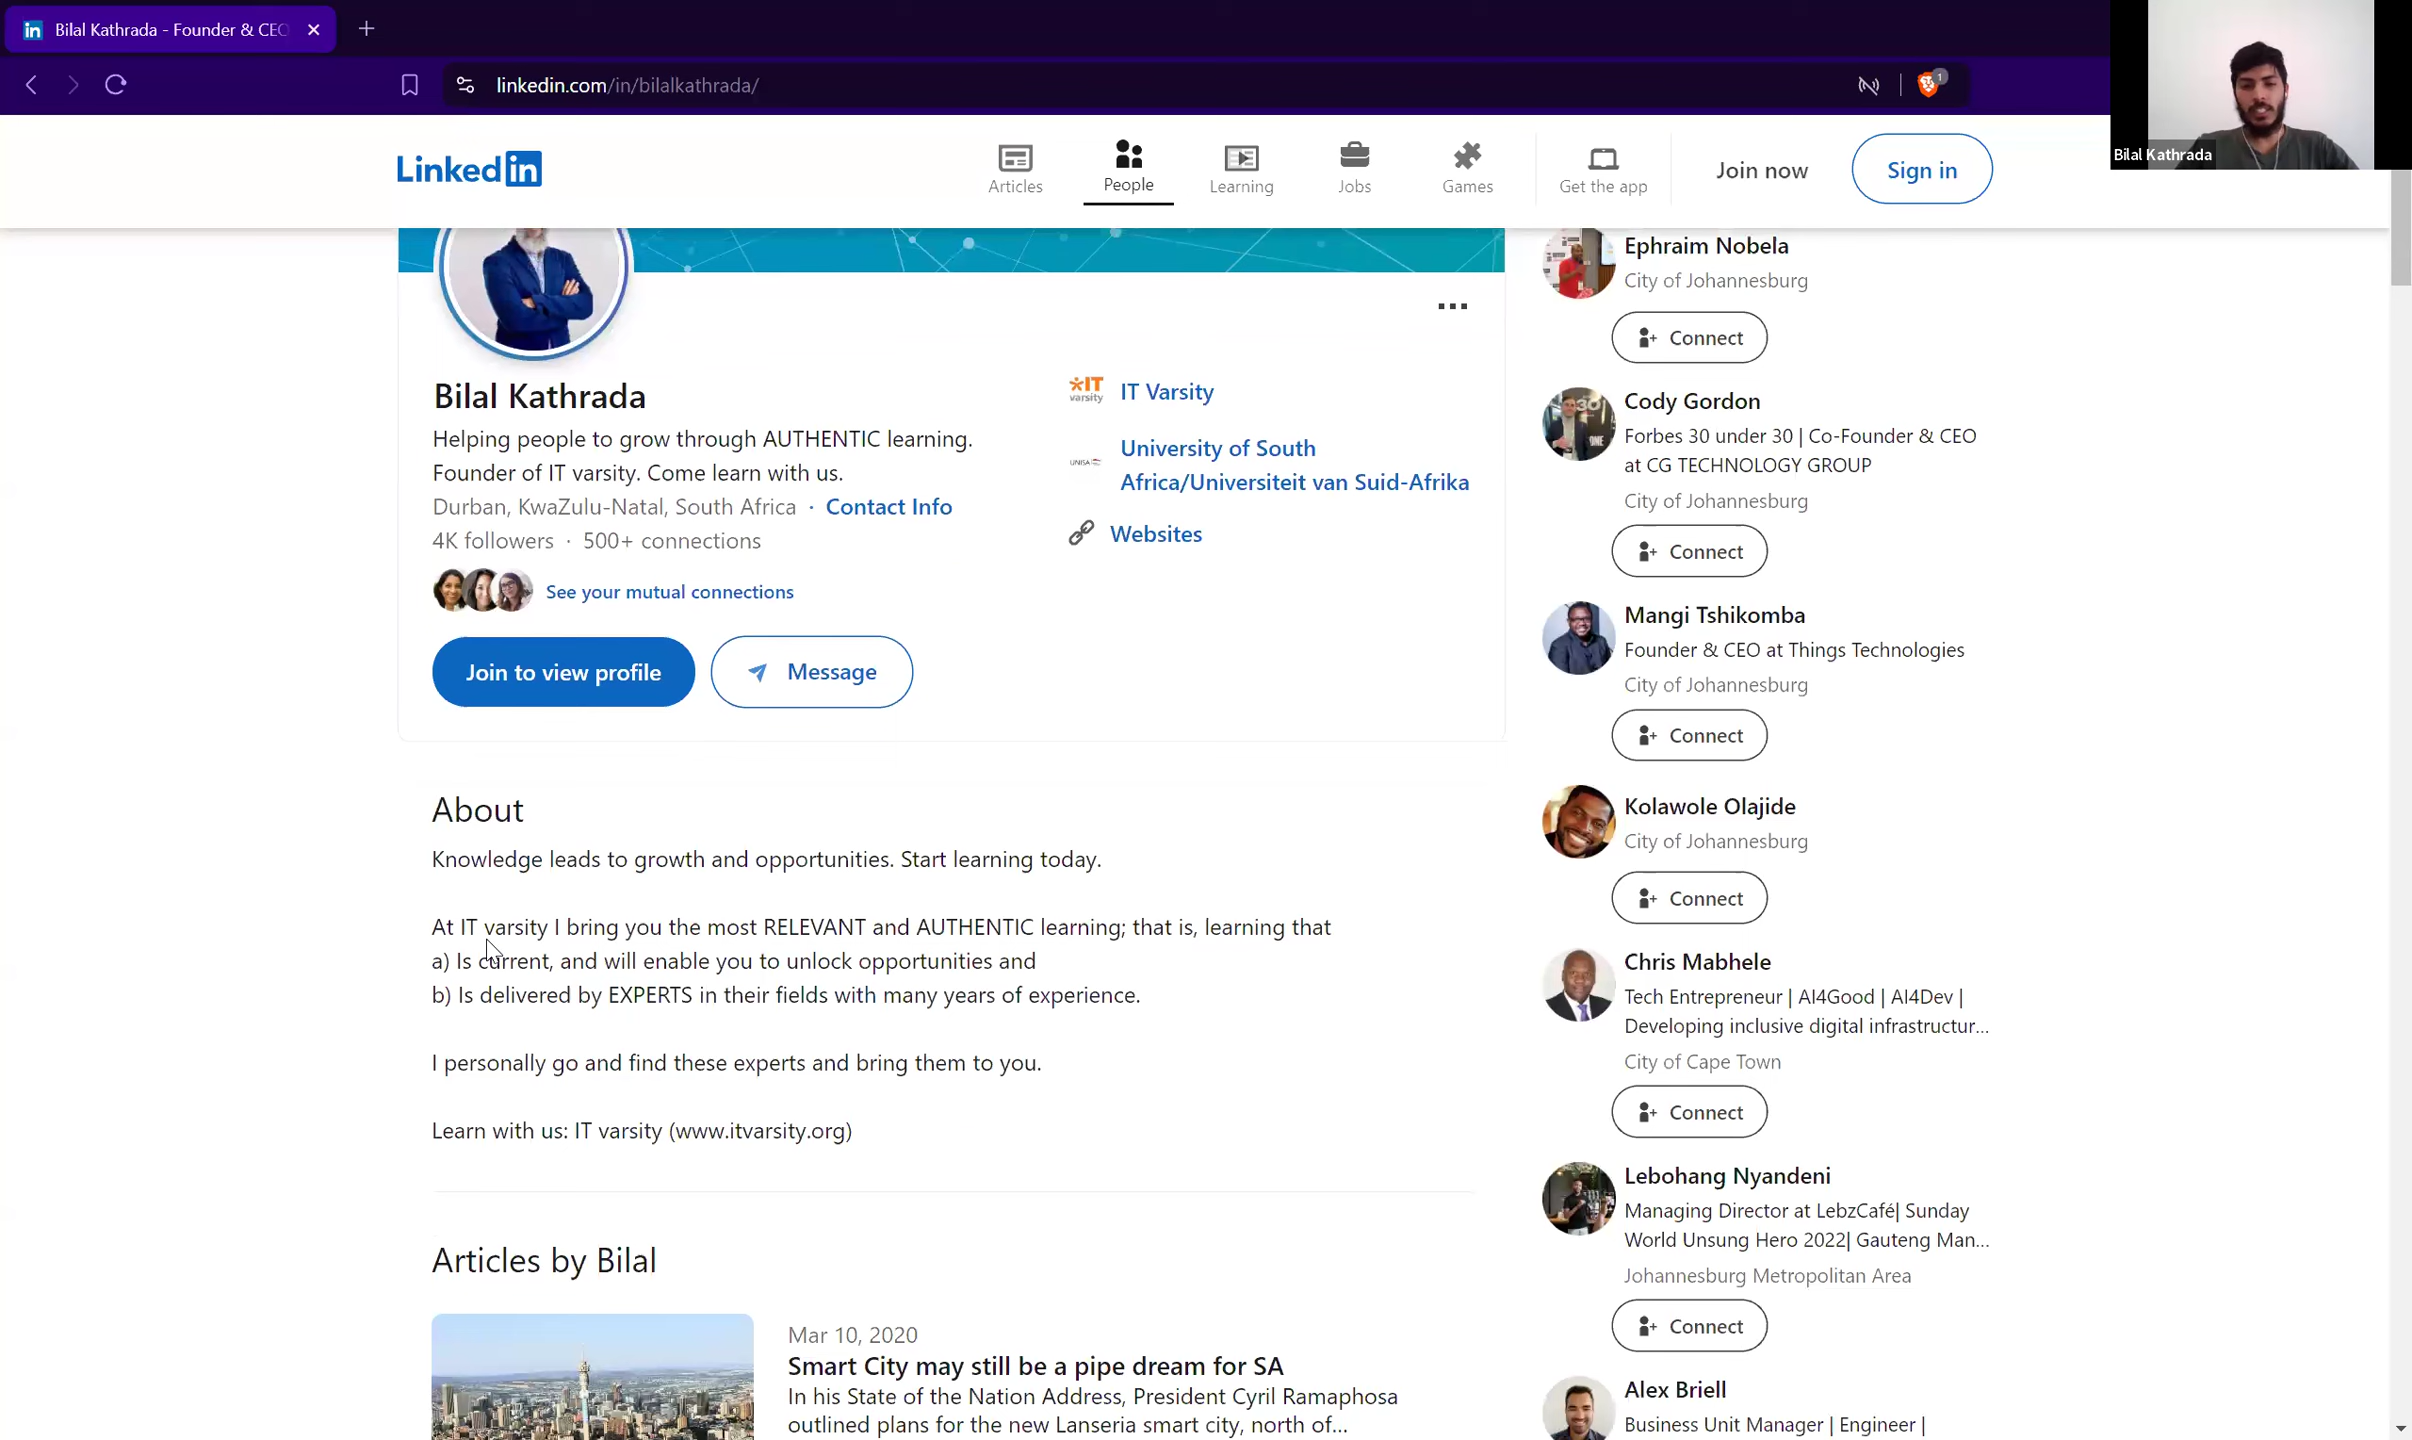 Bilal Kathrada - Founder & CEO
linkedin.com/in/bilalkathrada/
1
Bilal Kathrada
Linked in
Articles
People
Learning
Jobs
Games
Get the app
Join now
Sign in
Bilal Kathrada
Helping people to grow through AUTHENTIC learning.
Founder of IT varsity. Come learn with us.
Durban, KwaZulu-Natal, South Africa · Contact Info
4K followers · 500+ connections
See your mutual connections
Join to view profile
Message
IT varsity
IT Varsity
UNISA
University of South
Africa/Universiteit van Suid-Afrika
Websites
About
Knowledge leads to growth and opportunities. Start learning today.
At IT varsity I bring you the most RELEVANT and AUTHENTIC learning; that is, learning that
a) Is current, and will enable you to unlock opportunities and
b) Is delivered by EXPERTS in their fields with many years of experience.
I personally go and find these experts and bring them to you.
Learn with us: IT varsity (www.itvarsity.org)
Articles by Bilal
Mar 10, 2020
Smart City may still be a pipe dream for SA
In his State of the Nation Address, President Cyril Ramaphosa
outlined plans for the new Lanseria smart city, north of...
Ephraim Nobela
City of Johannesburg
Connect
Cody Gordon
Forbes 30 under 30 | Co-Founder & CEO
at CG TECHNOLOGY GROUP
City of Johannesburg
Connect
Mangi Tshikomba
Founder & CEO at Things Technologies
City of Johannesburg
Connect
Kolawole Olajide
City of Johannesburg
Connect
Chris Mabhele
Tech Entrepreneur | AI4Good | AI4Dev |
Developing inclusive digital infrastructur...
City of Cape Town
Connect
Lebohang Nyandeni
Managing Director at LebzCafé| Sunday
World Unsung Hero 2022| Gauteng Man...
Johannesburg Metropolitan Area
Connect
Alex Briell
Business Unit Manager | Engineer |